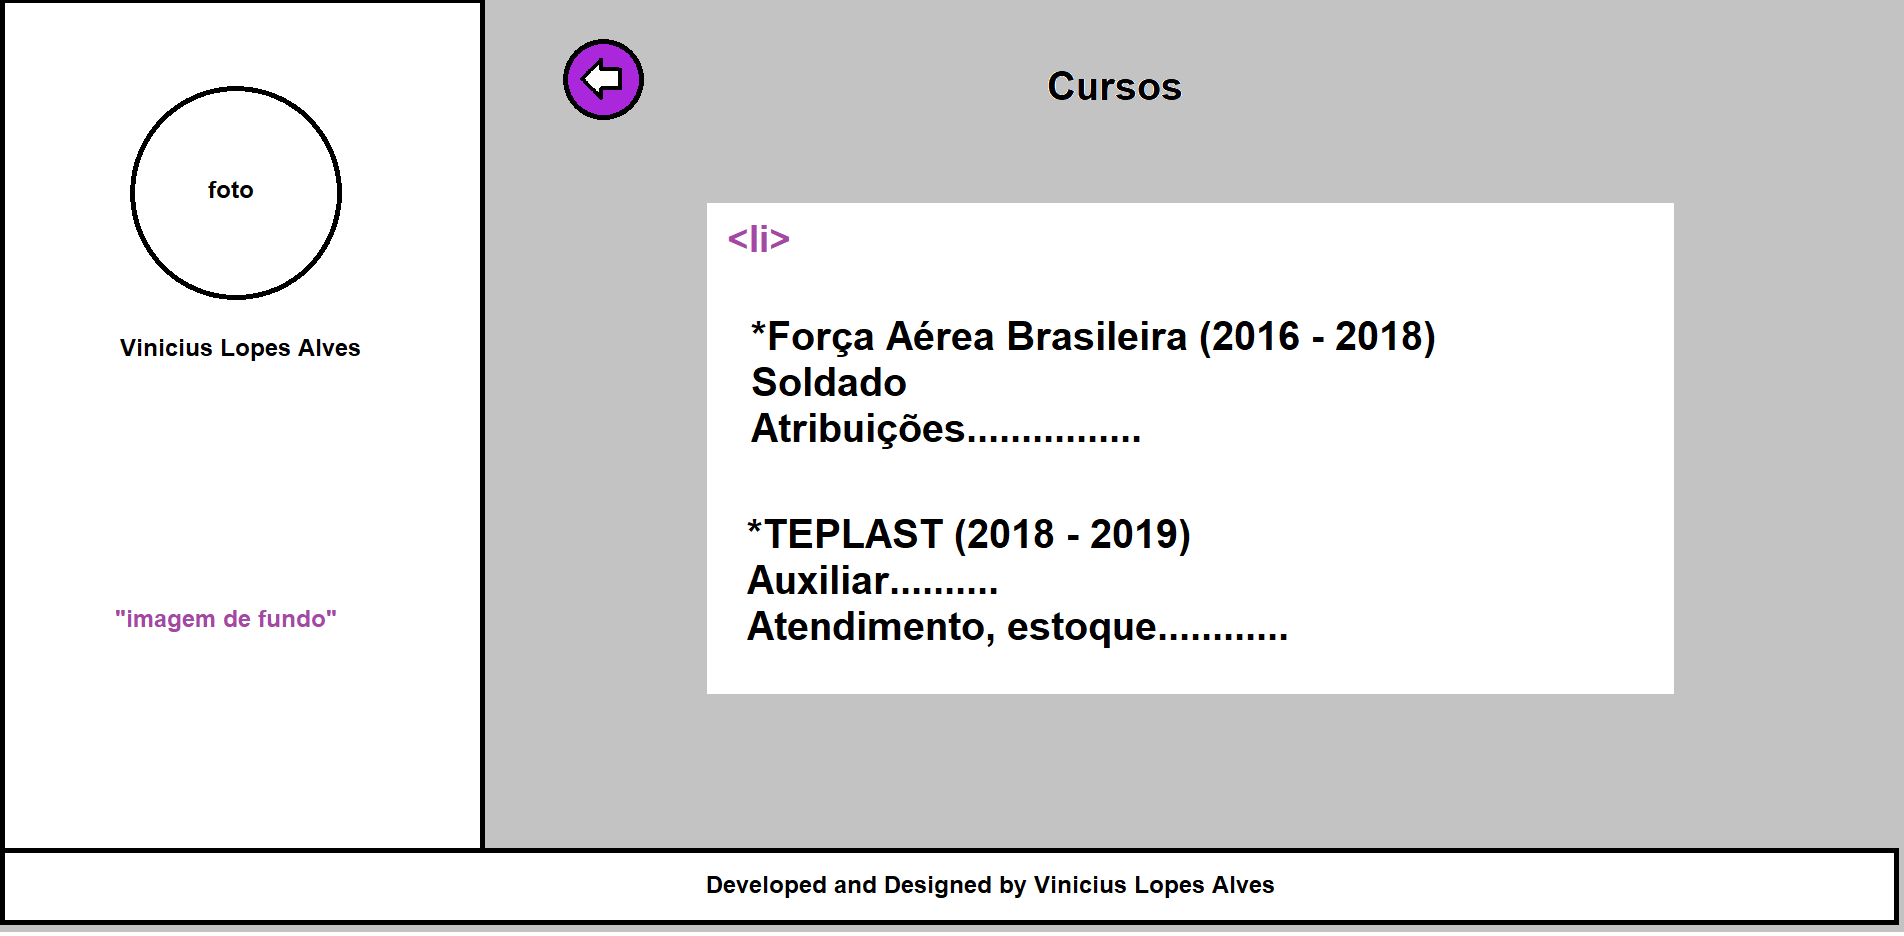 foto
Vinicius Lopes Alves
"imagem de fundo"
Cursos
<li>
*Força Aérea Brasileira (2016 - 2018)
Soldado
Atribuições................
*TEPLAST (2018 - 2019)
Auxiliar..........
Atendimento, estoque............
Developed and Designed by Vinicius Lopes Alves